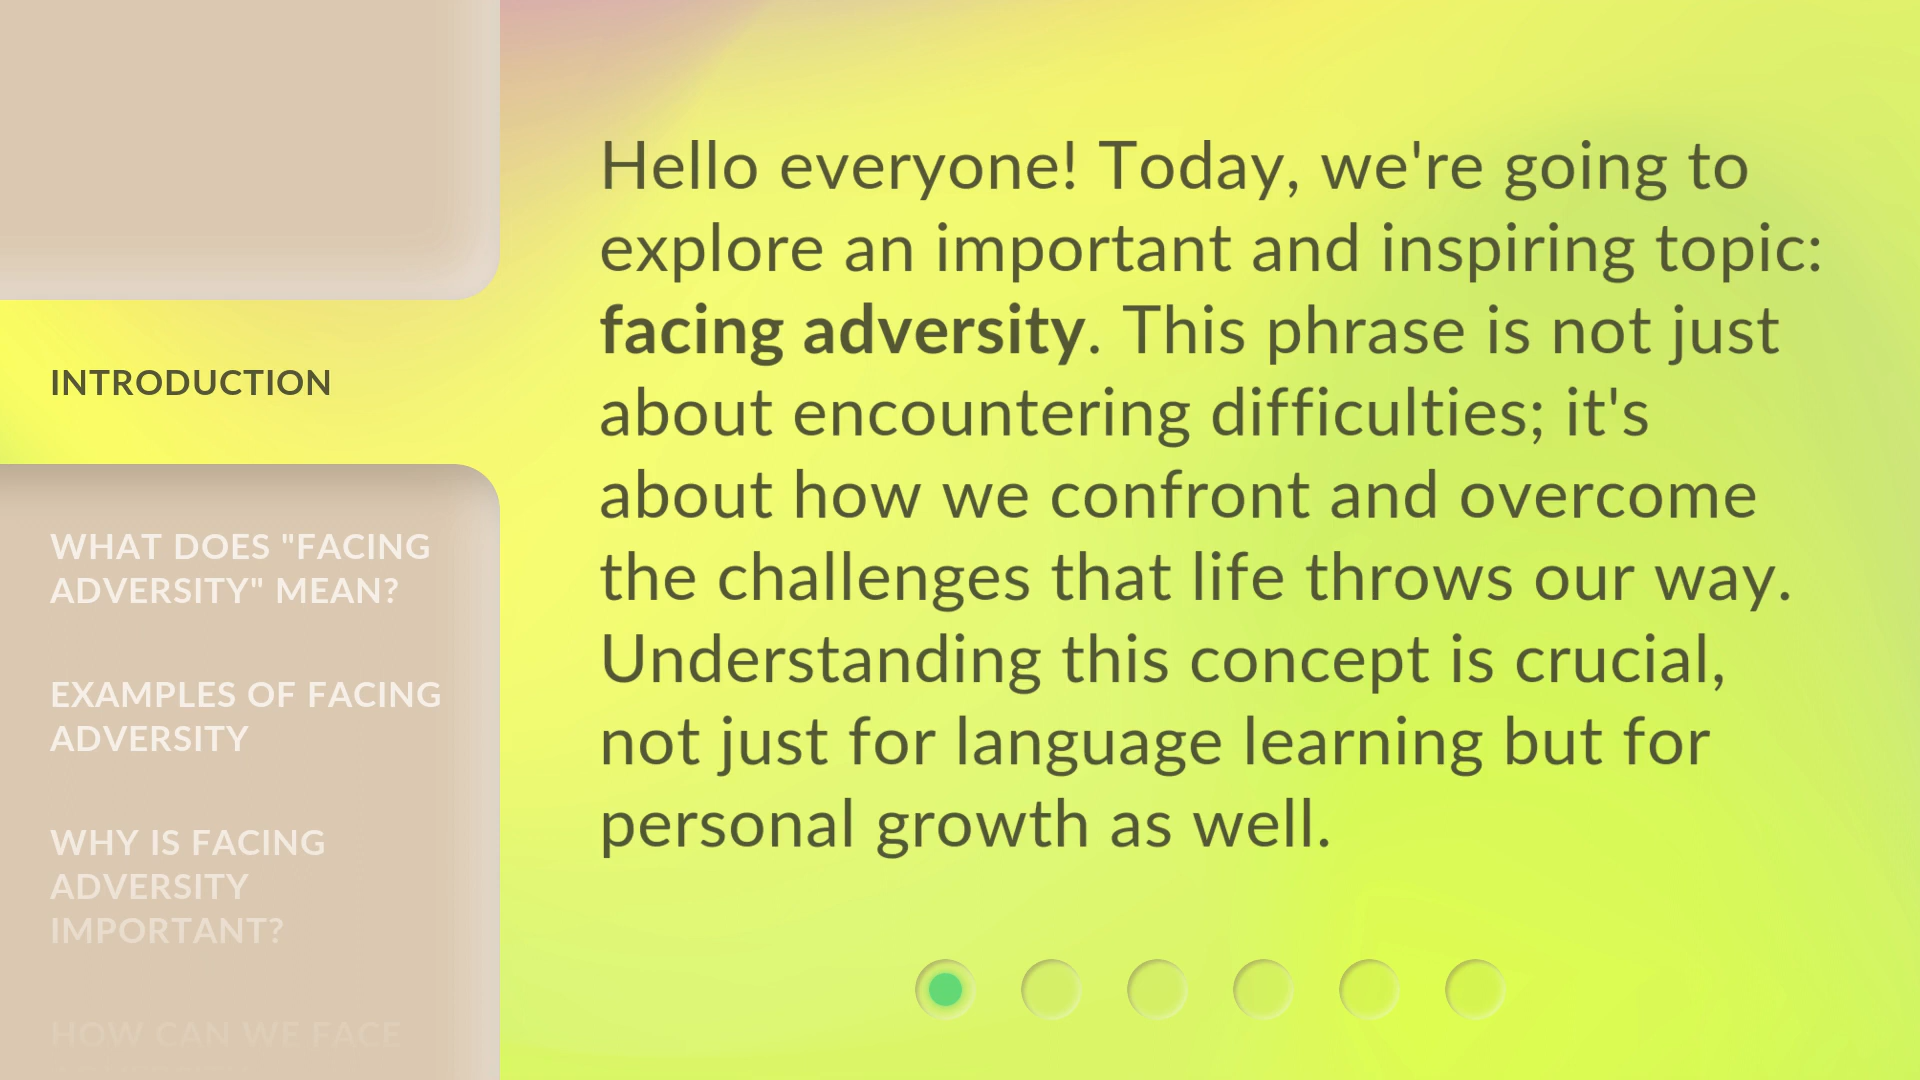 INTRODUCTION
WHAT DOES "FACING
ADVERSITY" MEAN?
EXAMPLES OF FACING
ADVERSITY
WHY IS FACING
ADVERSITY
IMPORTANT?
HOW CAN WE FACE
Hello everyone! Today, we're going to
explore an important and inspiring topic:
facing adversity. This phrase is not just
about encountering difficulties; it's
about how we confront and overcome
the challenges that life throws our way.
Understanding this concept is crucial,
not just for language learning but for
personal growth as well.